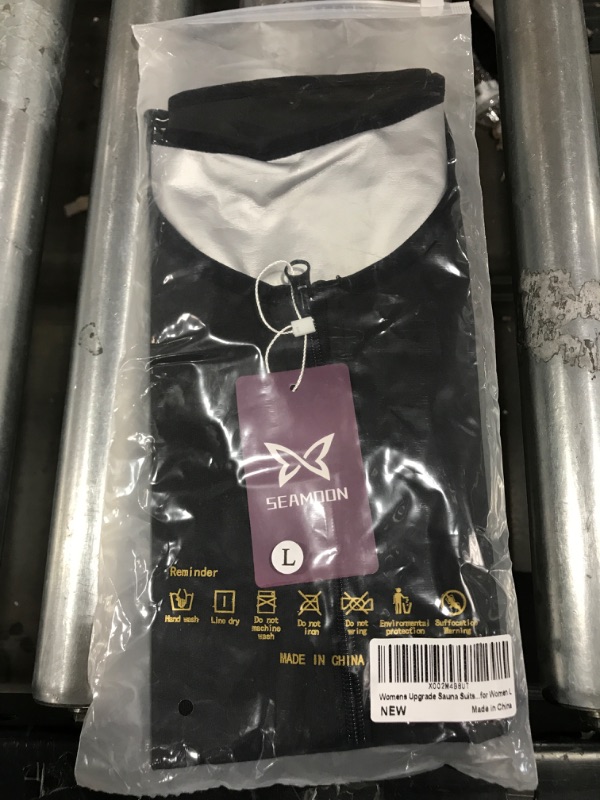 SEAMOON
L
Reminder
Hand wash
Line dry
Do not machine wash
Do not iron
Do not wring
Environmental protection
Suffocation Warning
MADE IN CHINA
Womens Upgrade Sauna Suits...for Women L
NEW
Made in China